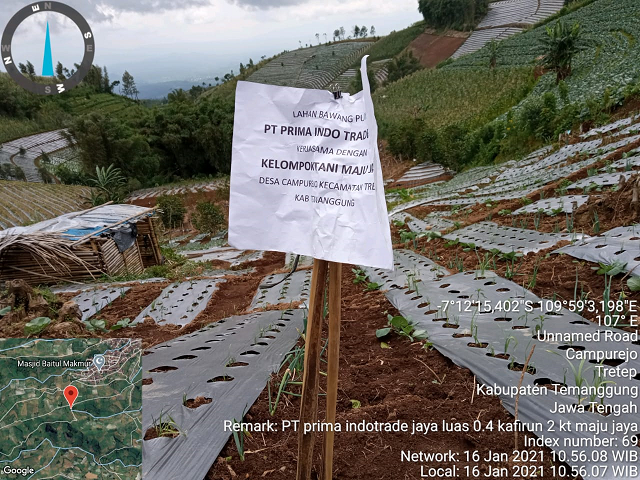 LAHAN BAWANG PU
PT PRIMA INDO TRADE
KERJASAMA DENGAN
KELOMPOKTANI MAJU J
DESA CAMPUREJO KECAMATAN TRE
KAB TMANGGUNG
-7°12'15,402"S -109°59'3,198"E
107° E
Unnamed Road
Campurejo
Tretep
Kabupaten Temanggung
Jawa Tengah
Remark: PT prima indotrade jaya luas 0.4 kafirun 2 kt maju jaya
Index number: 69
Network: 16 Jan 2021 10.56.08 WIB
Local: 16 Jan 2021 10.56.07 WIB
Masjid Baitul Makmur
Google
N
E
S
W